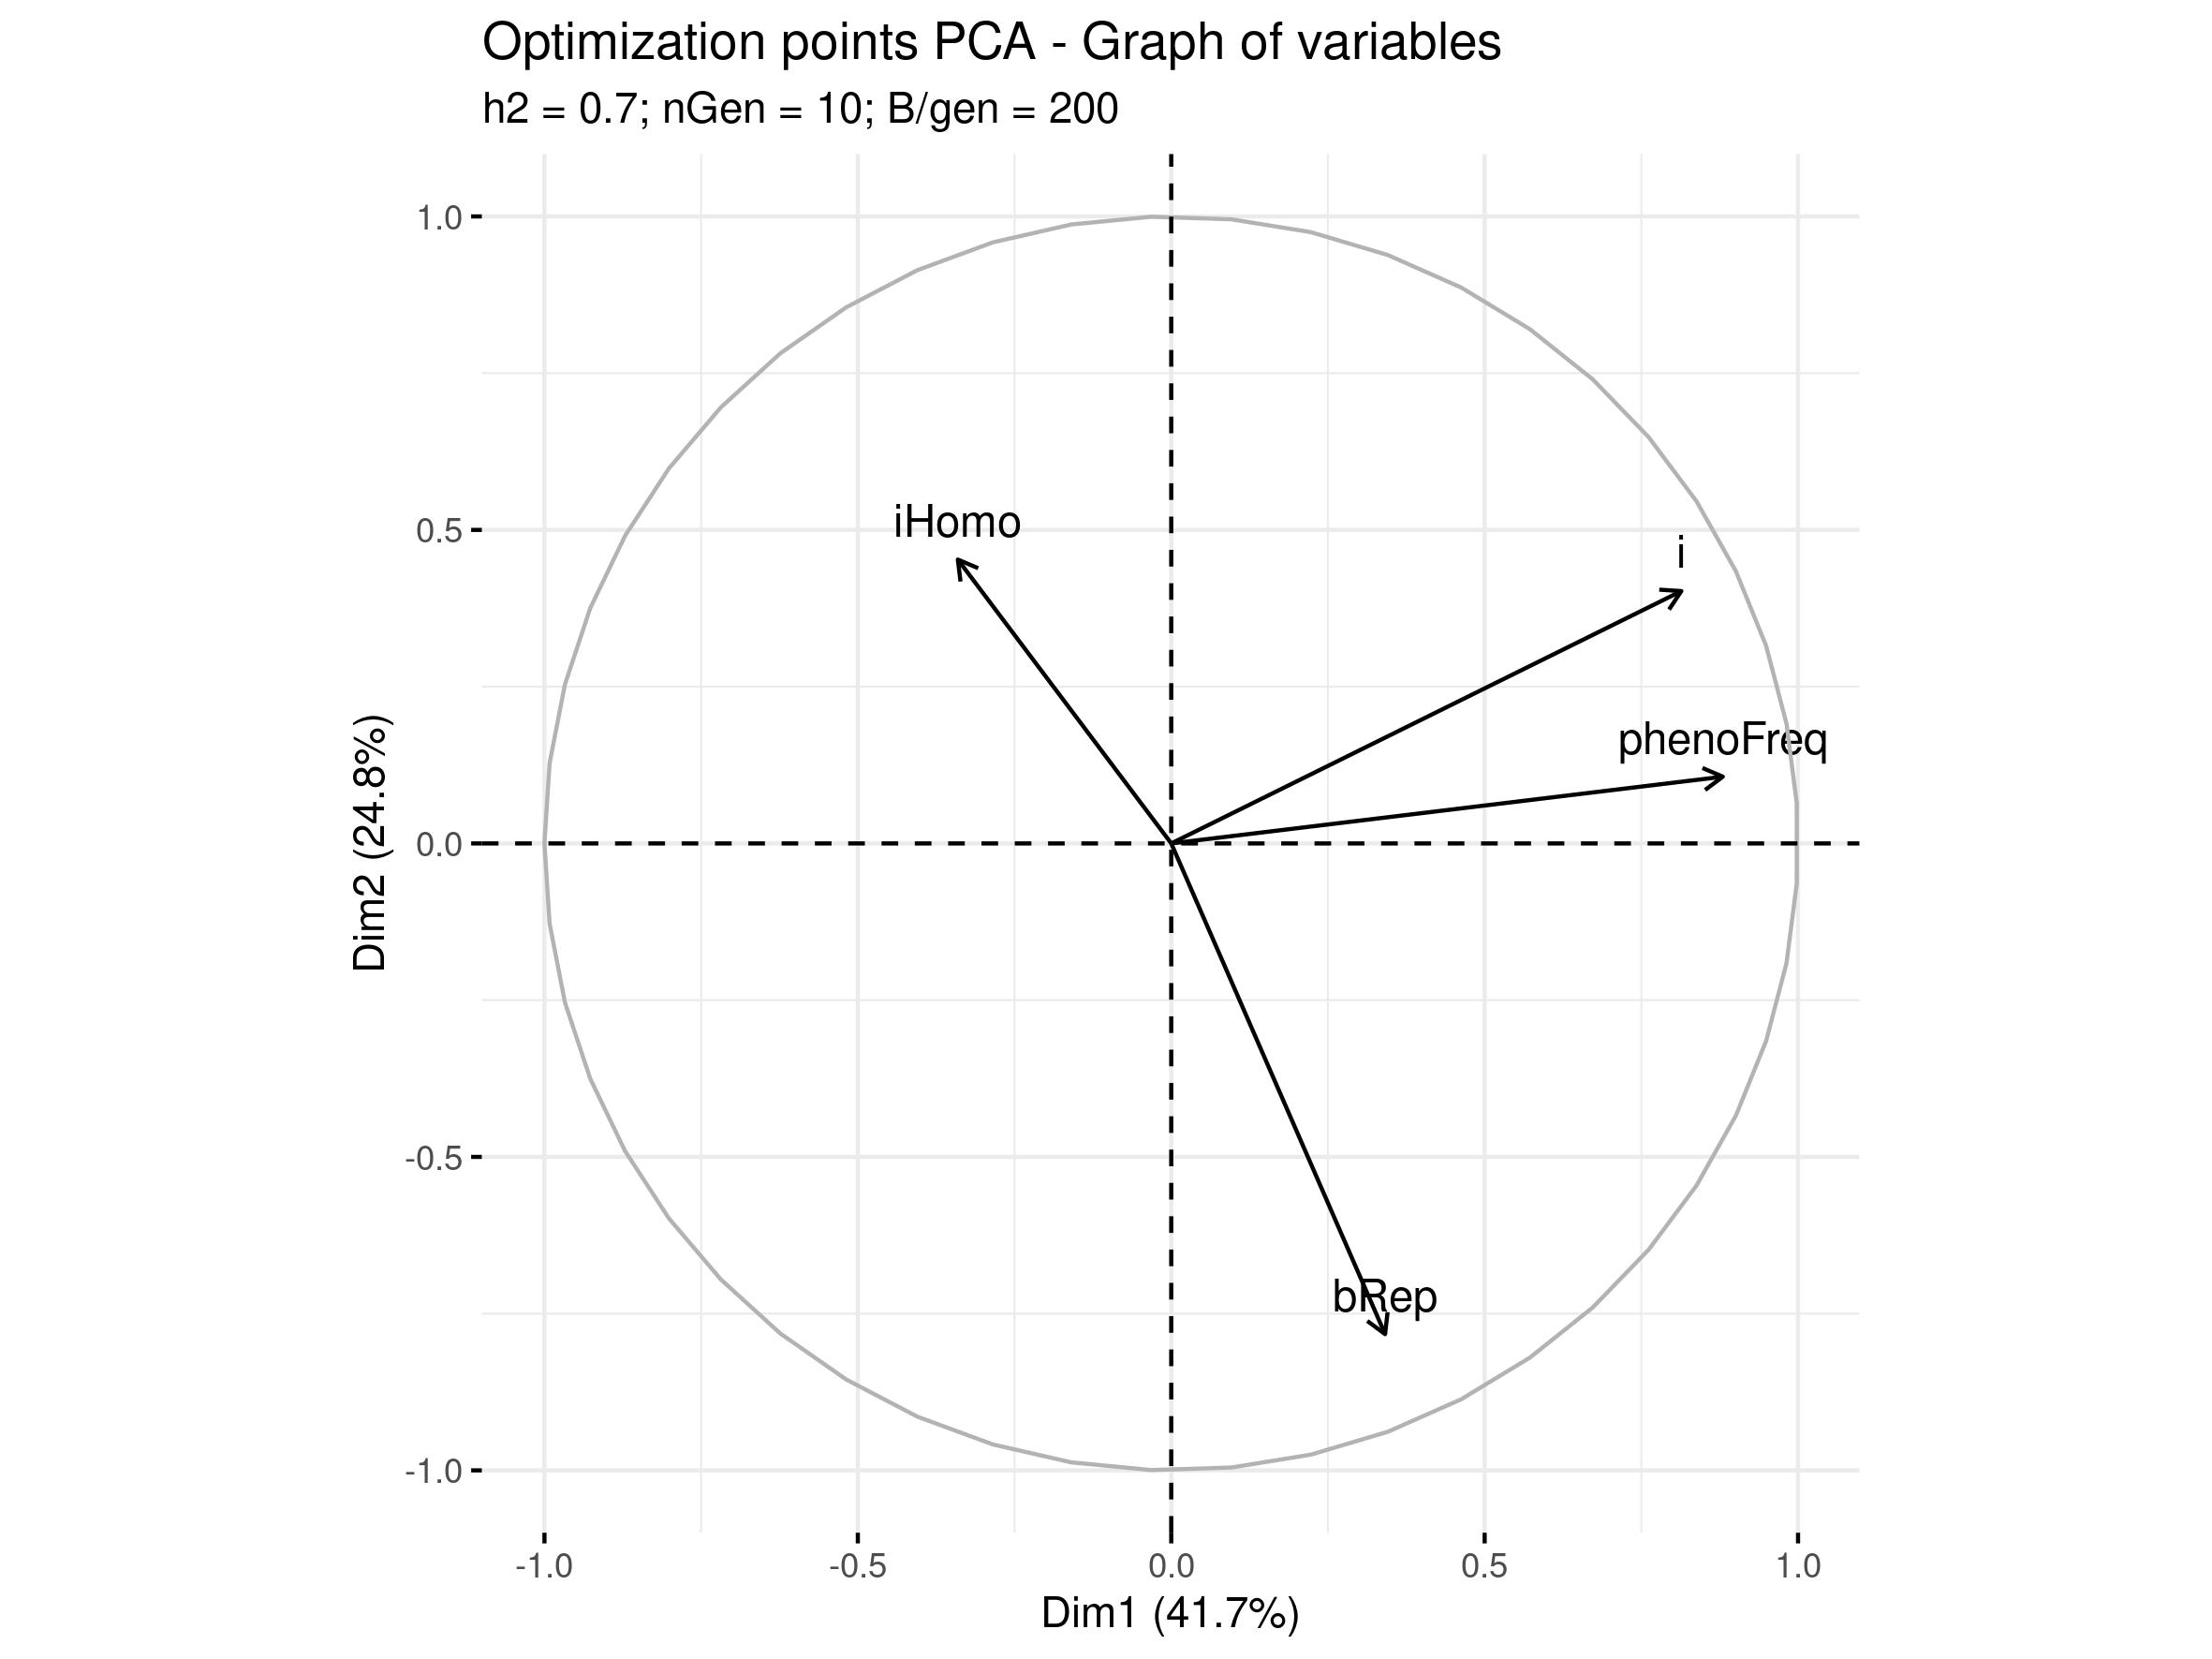 Optimization points PCA - Graph of variables
h2 = 0.7; nGen = 10; B/gen = 200
1.0
0.5
0.0
-0.5
-1.0
Dim2 (24.8%)
iHomo
i
phenoFreq
bRep
-1.0
-0.5
0.0
0.5
1.0
Dim1 (41.7%)